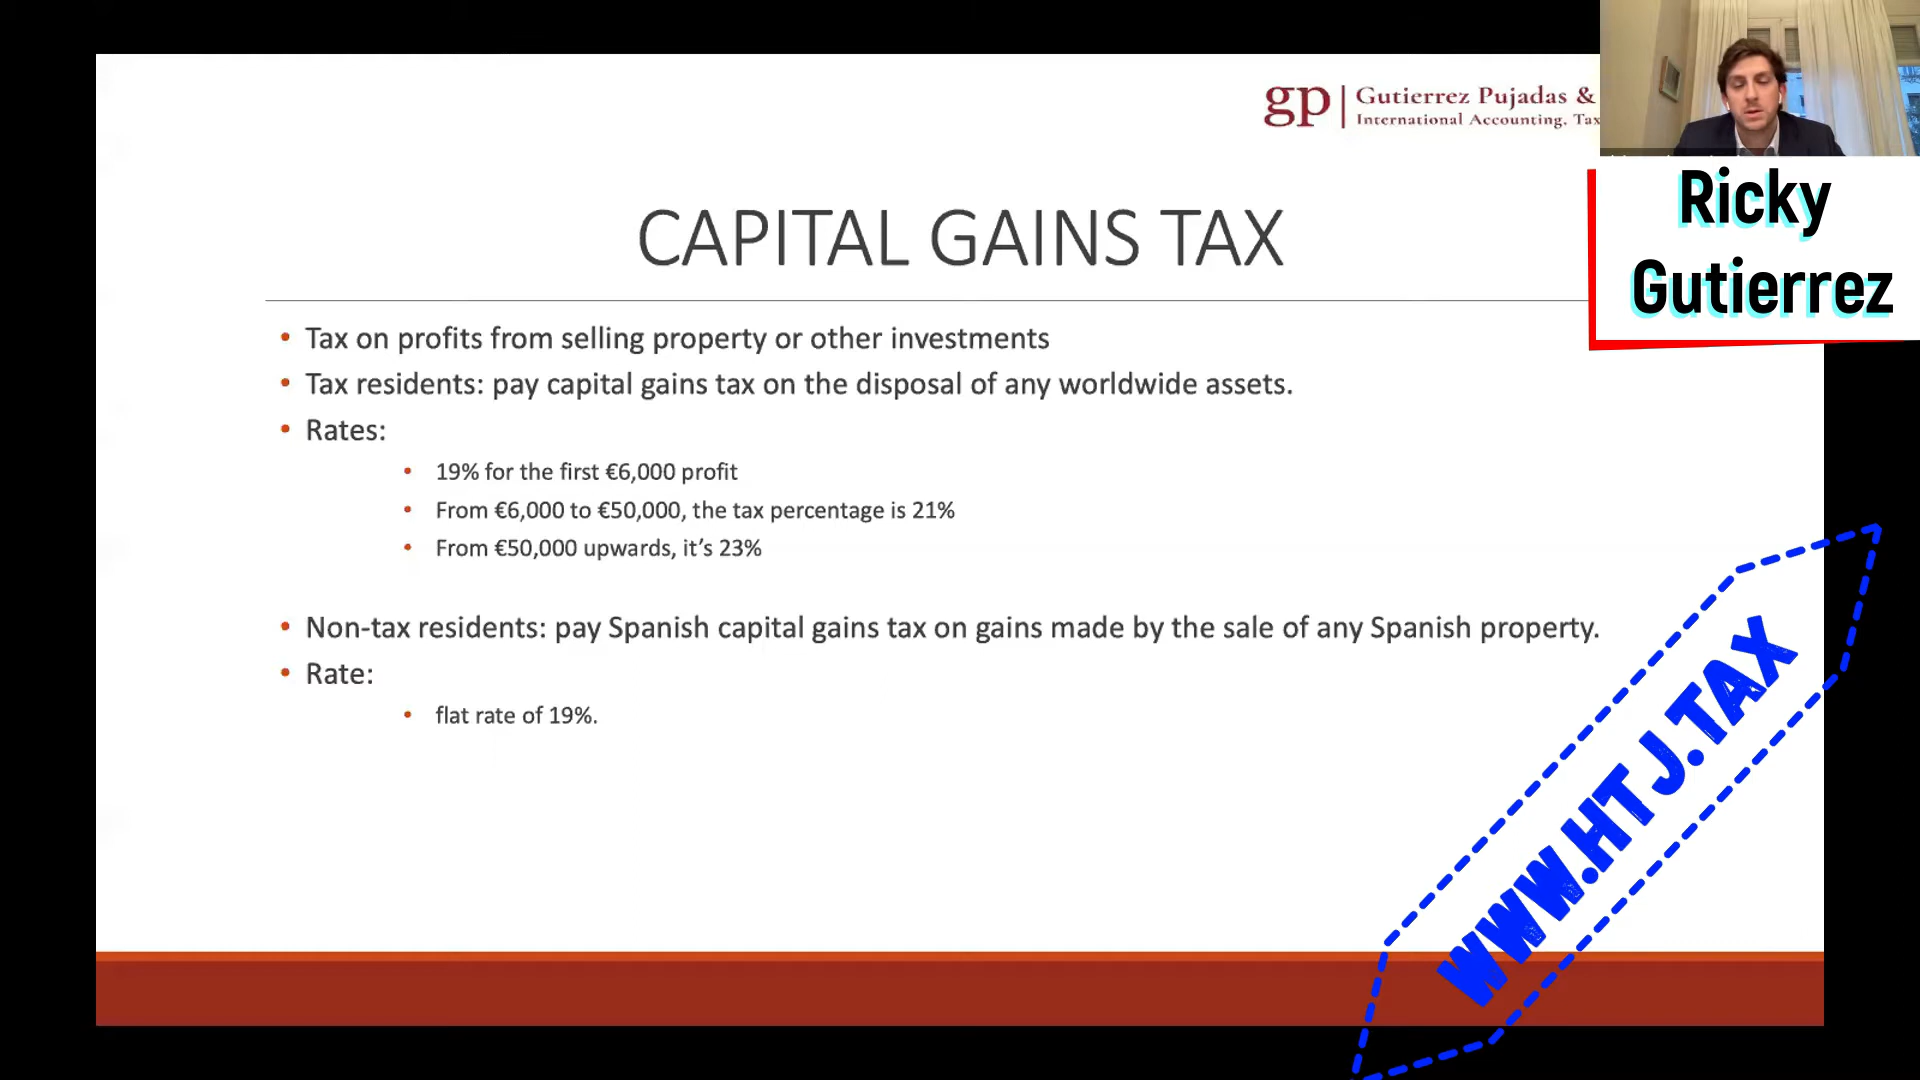 gp | Gutierrez Pujadas &
International Accounting. Tax
Ricky
Gutierrez
CAPITAL GAINS TAX
• Tax on profits from selling property or other investments
• Tax residents: pay capital gains tax on the disposal of any worldwide assets.
• Rates:
• 19% for the first €6,000 profit
• From €6,000 to €50,000, the tax percentage is 21%
• From €50,000 upwards, it’s 23%
• Non-tax residents: pay Spanish capital gains tax on gains made by the sale of any Spanish property.
• Rate:
• flat rate of 19%.
WWW.HTJ.TAX